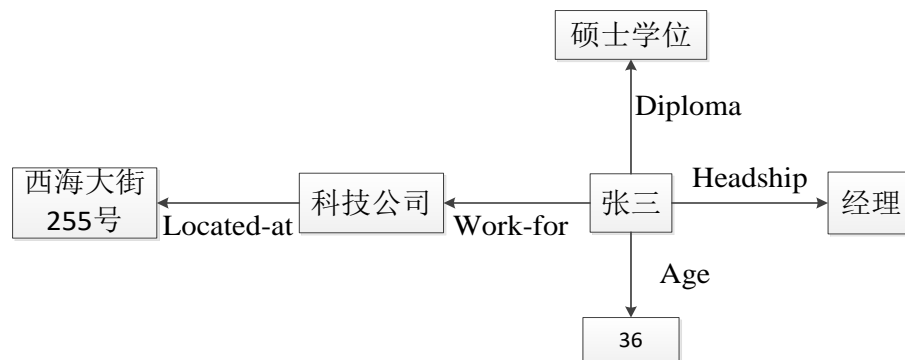 硕士学位
Diploma
西海大街
255号
Located-at
科技公司
Work-for
张三
Headship
经理
Age
36